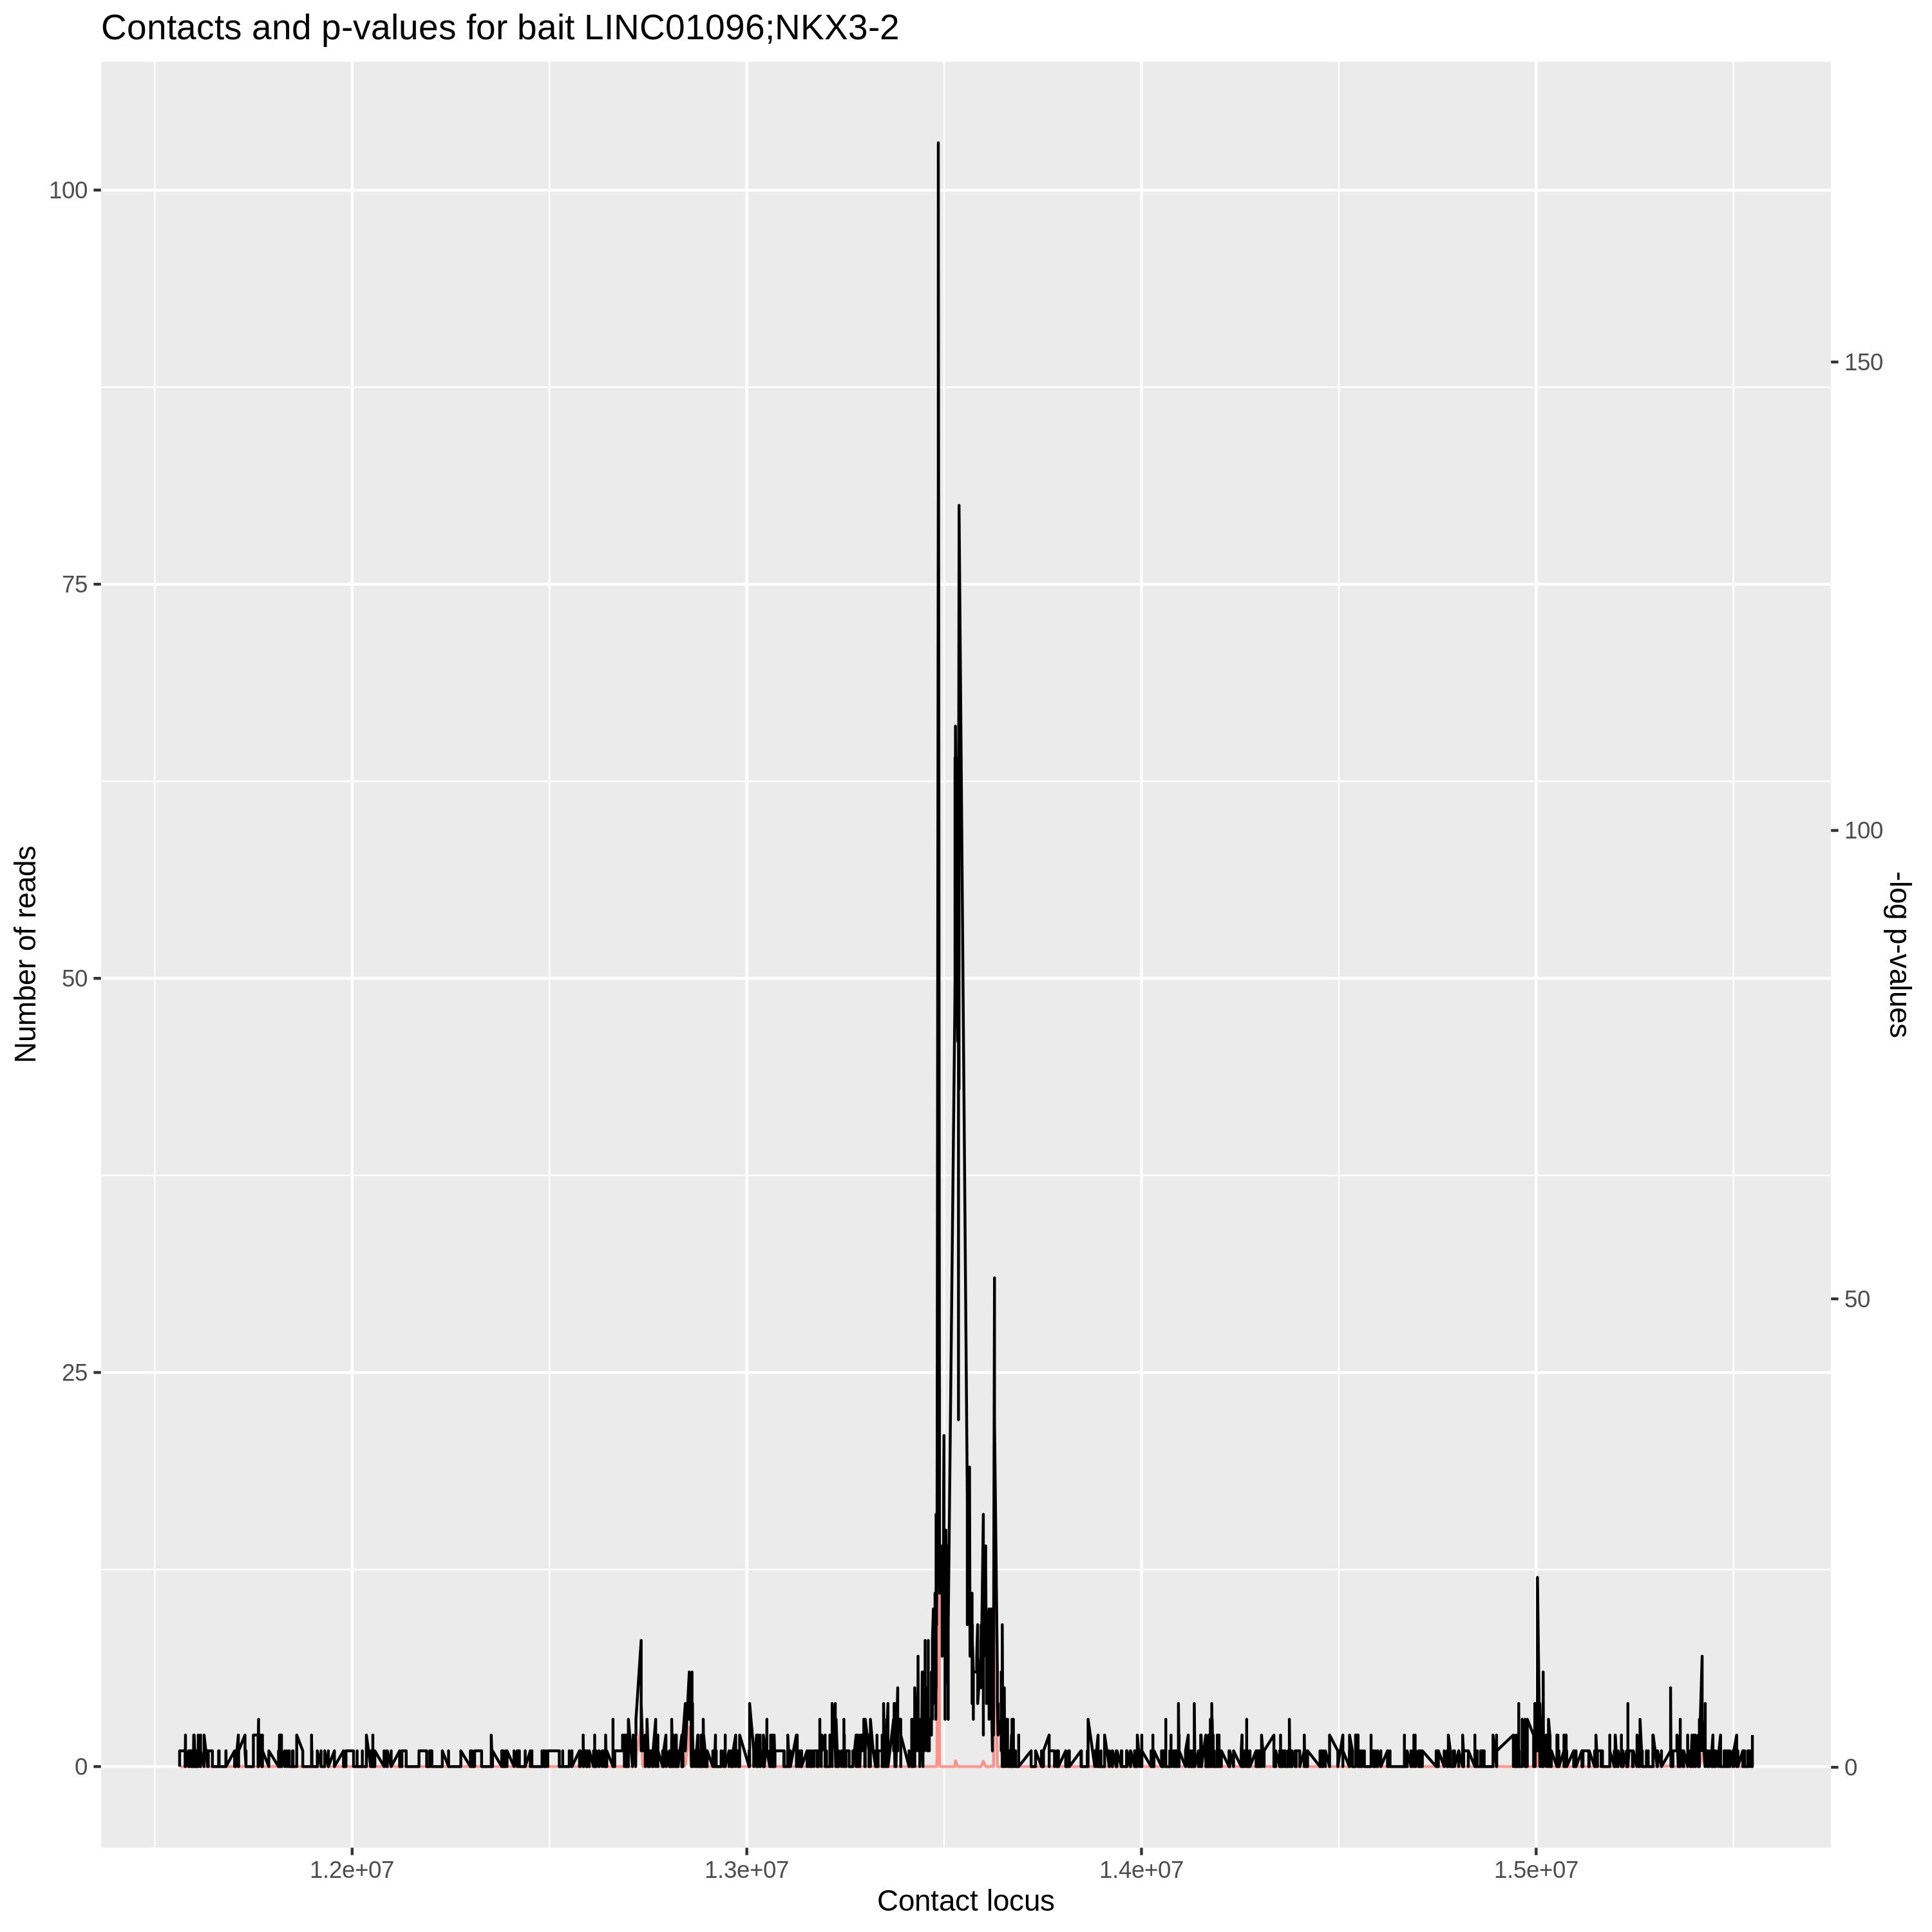 Contacts and p-values for bait LINC01096;NKX3-2
Number of reads
100
75
50
25
0
150
100
50
0
-log p-values
1.2e+07
1.3e+07
1.4e+07
1.5e+07
Contact locus